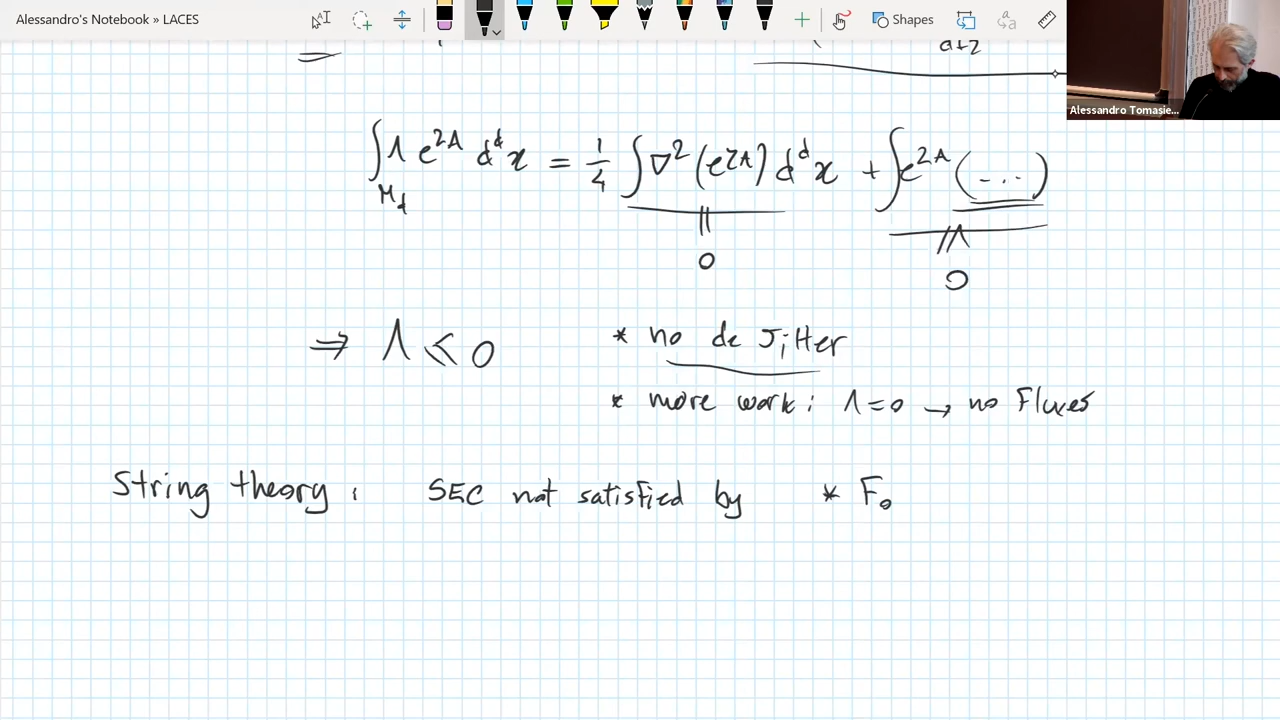 Alessandro's Notebook » LACES
Shapes
Alessandro Tomasie...
a+2
∫_{M_d} Λ e^{2A} d^d x = 1/4 ∫ ∇² (e^{2A}) d^d x + ∫ e^{2A} (-...)
= 0
≤ 0
⇒ Λ ≤ 0 * no de Sitter
* more work: Λ=0 → no Fluxes
String theory: SEC not satisfied by * F₀